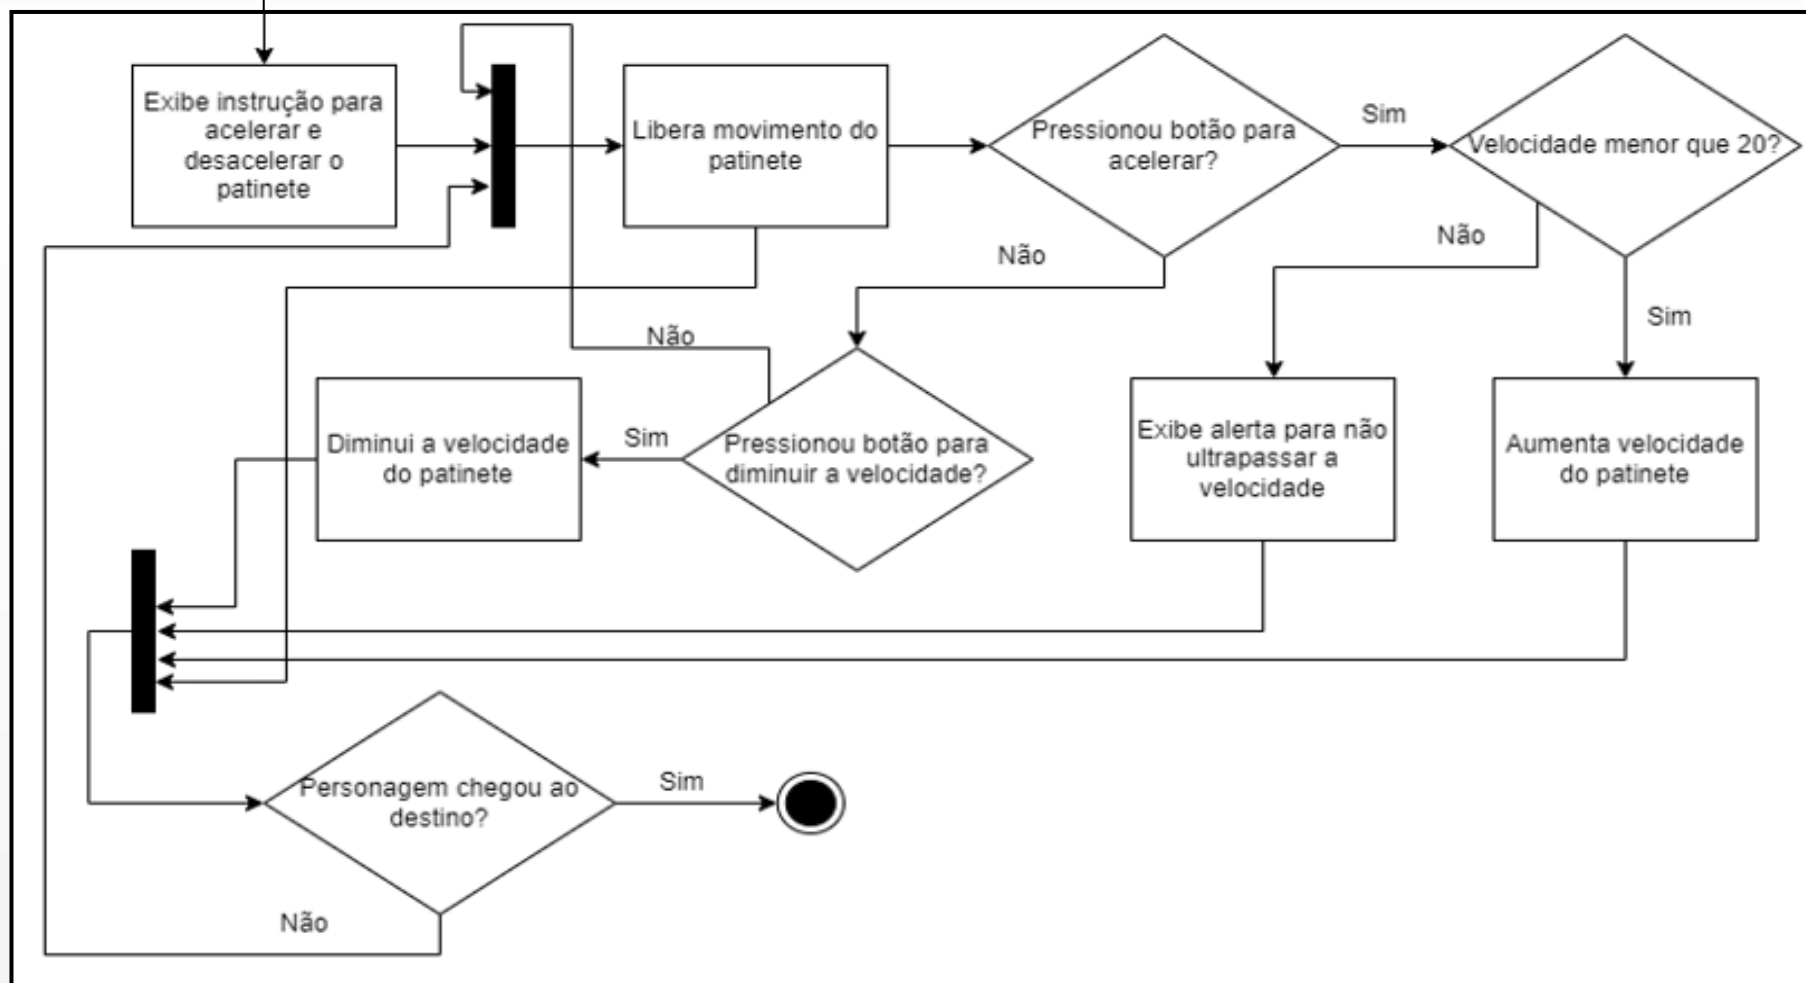 Exibe instrução para
acelerar e
desacelerar o
patinete
Libera movimento do
patinete
Pressionou botão para
acelerar?
Sim
Velocidade menor que 20?
Não
Não
Sim
Não
Diminui a velocidade
do patinete
Sim
Pressionou botão para
diminuir a velocidade?
Exibe alerta para não
ultrapassar a
velocidade
Aumenta velocidade
do patinete
Personagem chegou ao
destino?
Sim
Não